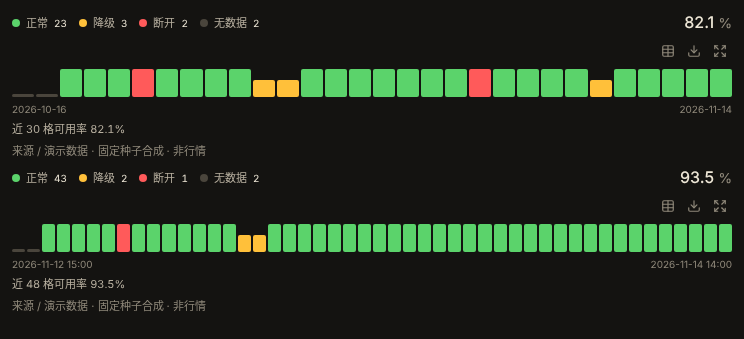 正常 23 降级 3 断开 2 无数据 2 82.1 %
2026-10-16 2026-11-14
近 30 格可用率 82.1%
来源 / 演示数据 · 固定种子合成 · 非行情
正常 43 降级 2 断开 1 无数据 2 93.5 %
2026-11-12 15:00 2026-11-14 14:00
近 48 格可用率 93.5%
来源 / 演示数据 · 固定种子合成 · 非行情